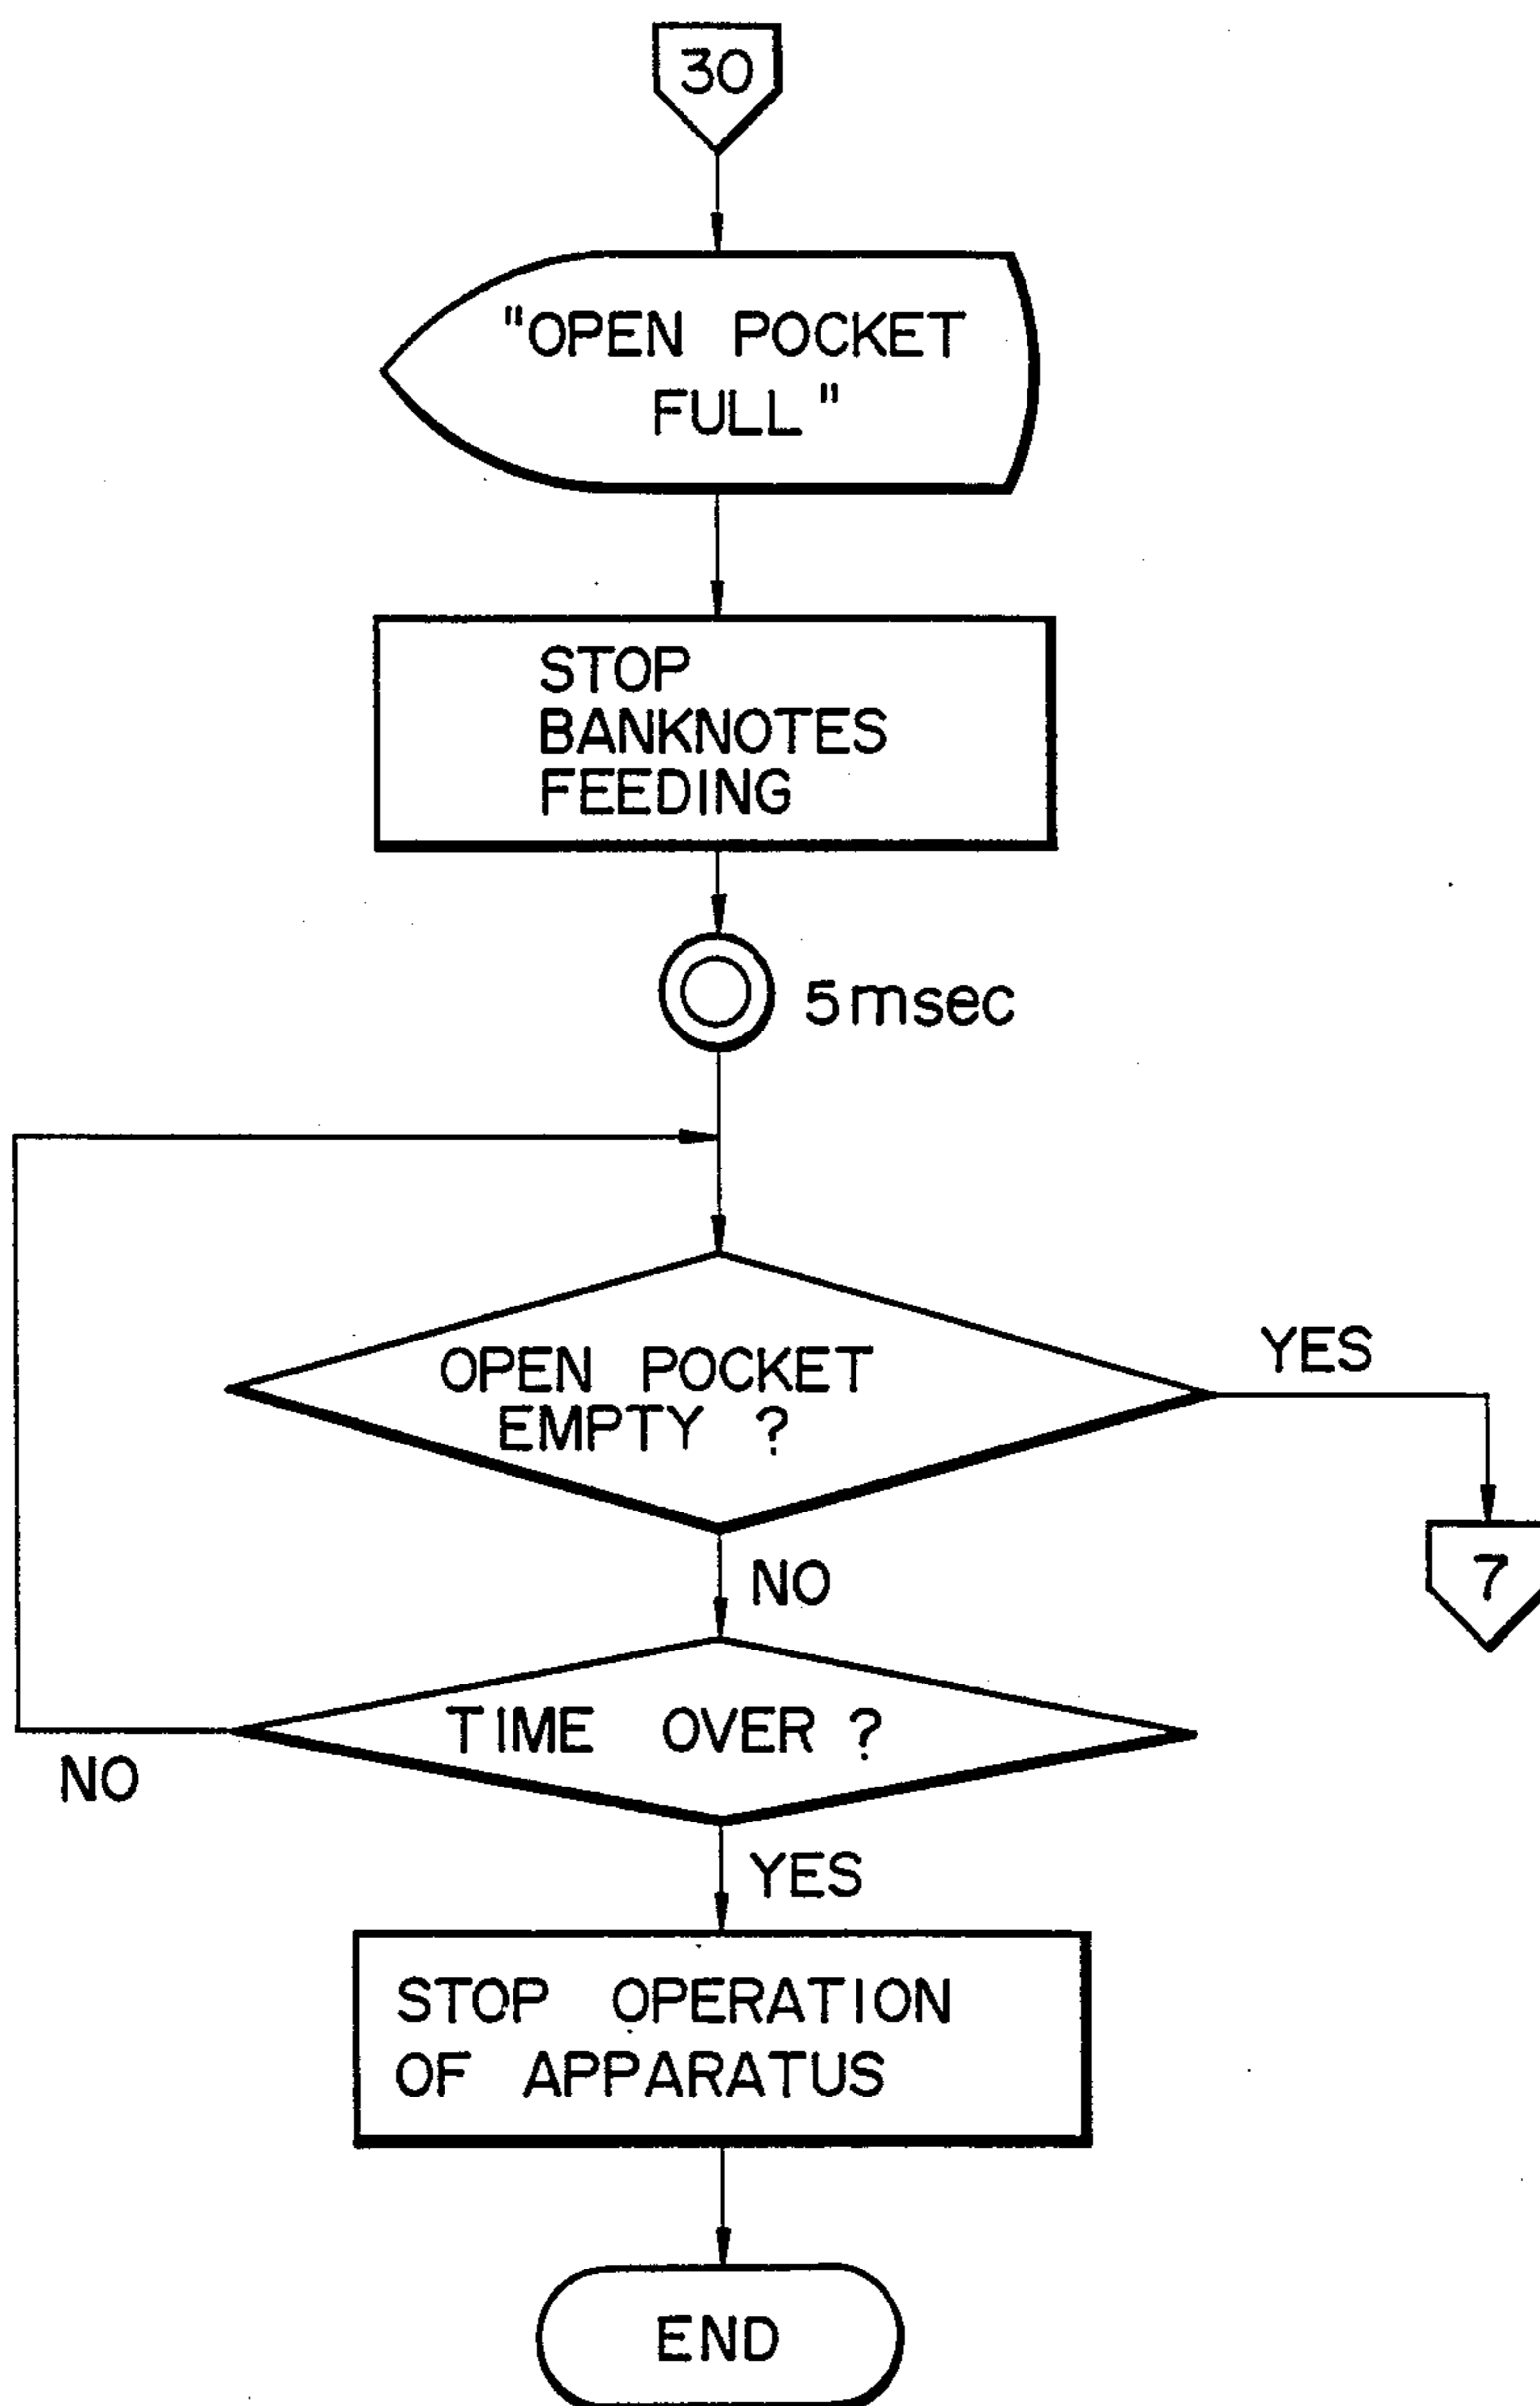 30
"OPEN POCKET
FULL"
STOP
BANKNOTES
FEEDING
5msec
OPEN POCKET
EMPTY ?
YES
NO
7
TIME OVER ?
NO
YES
STOP OPERATION
OF APPARATUS
END